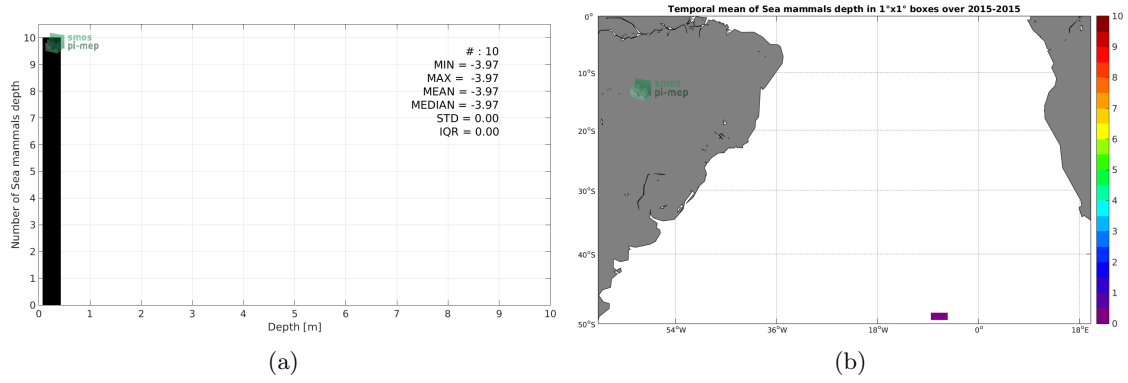 smos
pi-mep
# : 10
MIN = -3.97
MAX = -3.97
MEAN = -3.97
MEDIAN = -3.97
STD = 0.00
IQR = 0.00
Number of Sea mammals depth
10
9
8
7
6
5
4
3
2
1
0
0 1 2 3 4 5 6 7 8 9 10
Depth [m]
(a)
Temporal mean of Sea mammals depth in 1°x1° boxes over 2015-2015
smos
pi-mep
0°
10°S
20°S
30°S
40°S
50°S
54°W 36°W 18°W 0° 18°E
10
9
8
7
6
5
4
3
2
1
0
(b)